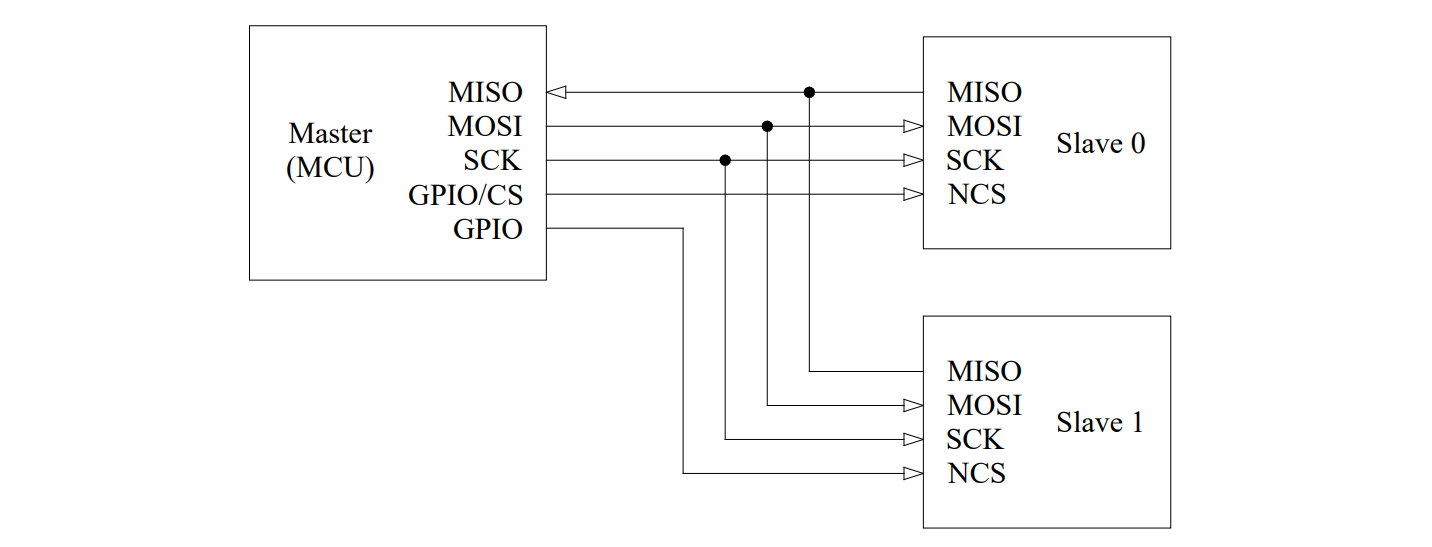 Master
(MCU)
MISO
MOSI
SCK
GPIO/CS
GPIO
MISO
MOSI
SCK
NCS
Slave 0
MISO
MOSI
SCK
NCS
Slave 1